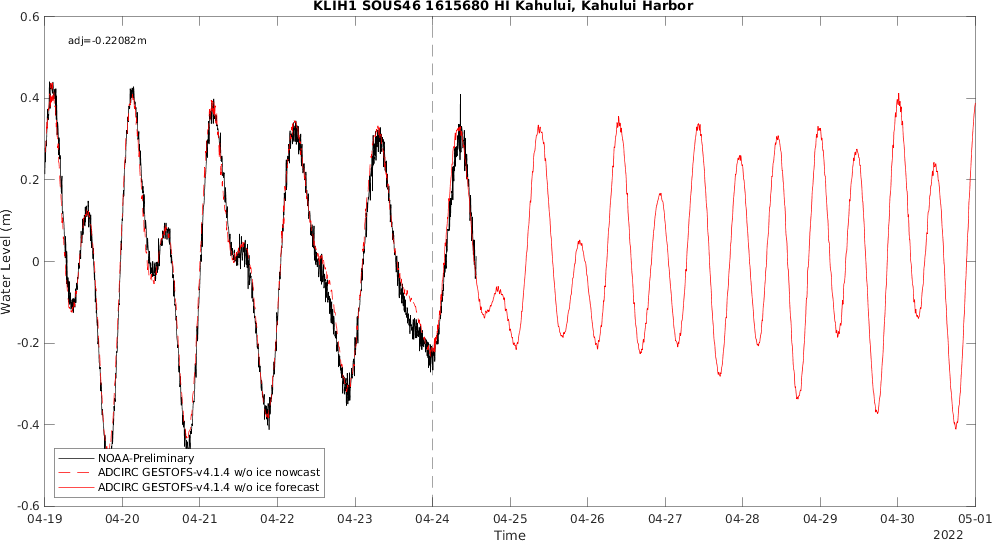 KLIH1 SOUS46 1615680 HI Kahului, Kahului Harbor
adj=-0.22082m
0.6
0.4
0.2
0
-0.2
-0.4
-0.6
Water Level (m)
NOAA-Preliminary
ADCIRC GESTOFS-v4.1.4 w/o ice nowcast
ADCIRC GESTOFS-v4.1.4 w/o ice forecast
04-19 04-20 04-21 04-22 04-23 04-24 04-25 04-26 04-27 04-28 04-29 04-30 05-01
Time
2022